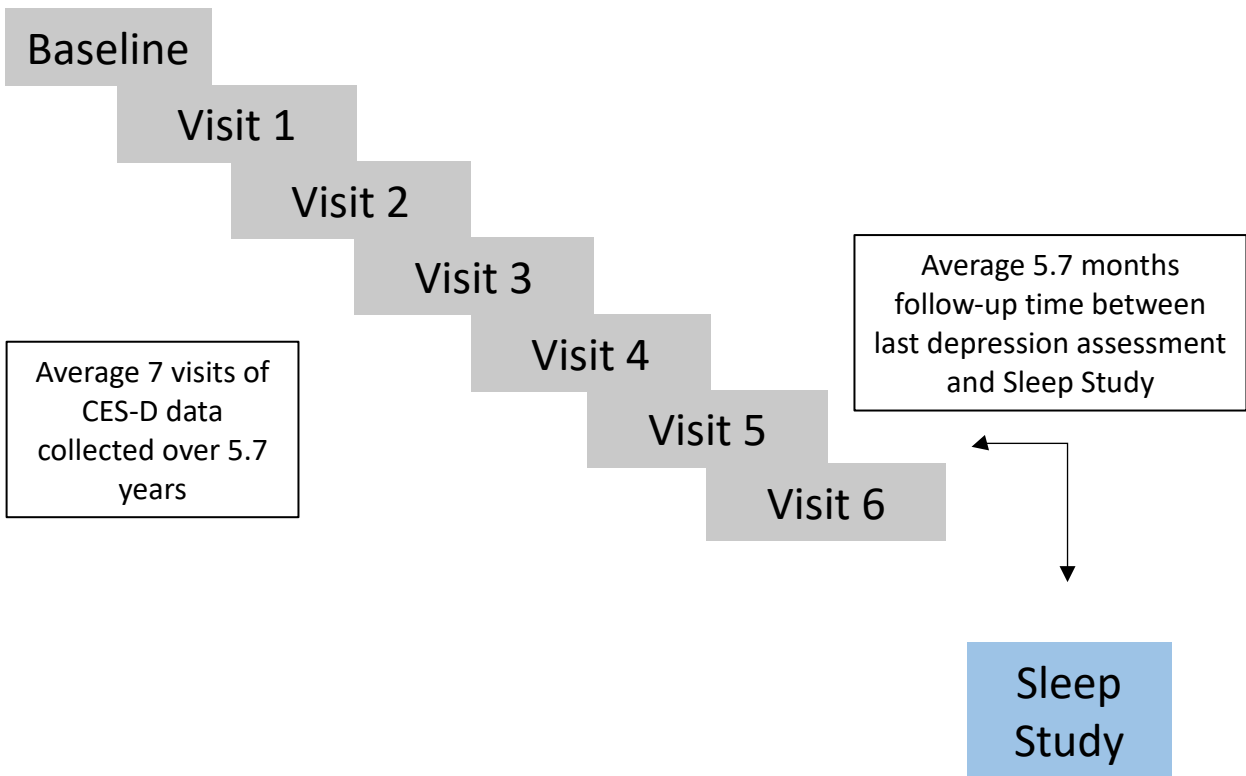 Baseline
Visit 1
Visit 2
Visit 3
Average 5.7 months
follow-up time between
last depression assessment
and Sleep Study
Visit 4
Average 7 visits of
CES-D data
collected over 5.7
years
Visit 5
Visit 6
Sleep
Study